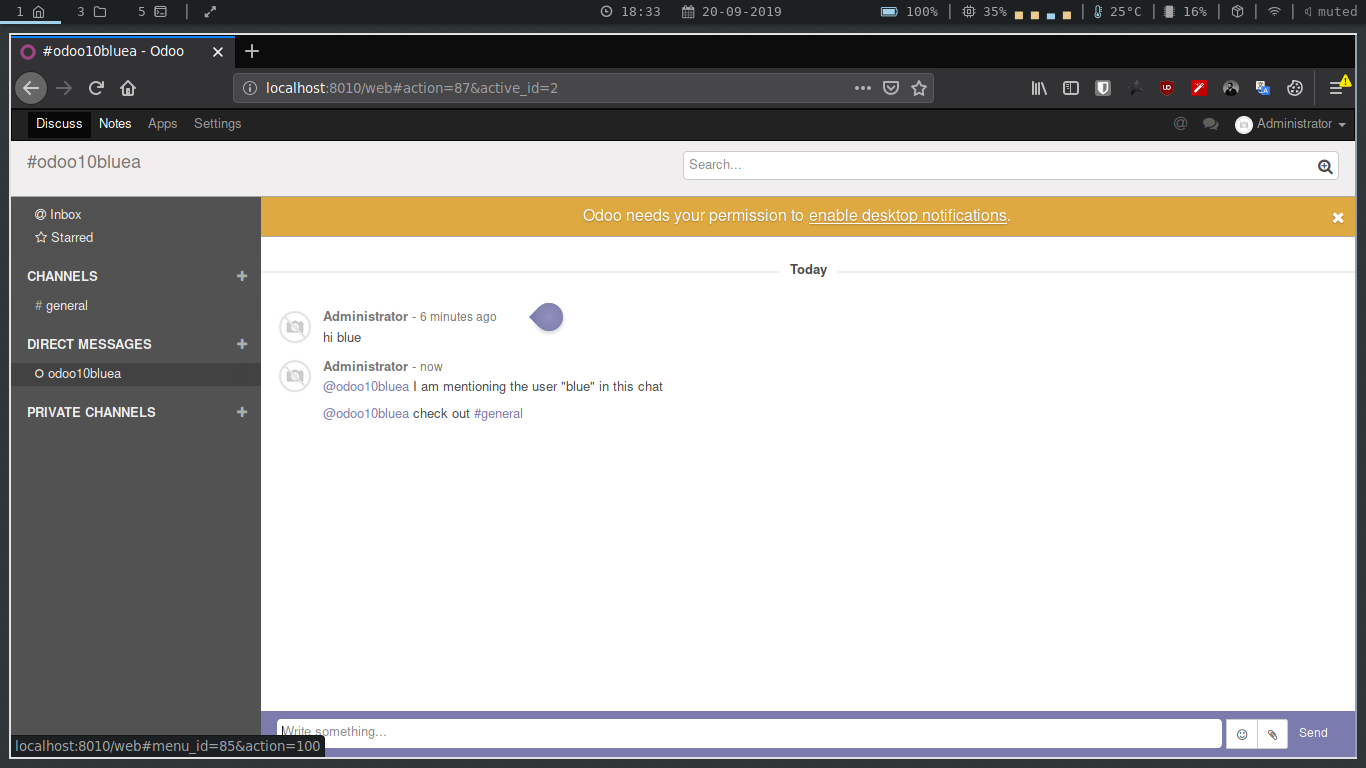 1 3 5 18:33 20-09-2019 100% 35% 25°C 16% muted
#odoo10bluea - Odoo
localhost:8010/web#action=87&active_id=2
Discuss Notes Apps Settings @ Administrator
#odoo10bluea Search...
@ Inbox
Odoo needs your permission to enable desktop notifications.
Starred
CHANNELS
Today
# general
Administrator - 6 minutes ago
hi blue
DIRECT MESSAGES
Administrator - now
odoo10bluea
@odoo10bluea I am mentioning the user "blue" in this chat
PRIVATE CHANNELS
@odoo10bluea check out #general
Write something...
Send
localhost:8010/web#menu_id=85&action=100